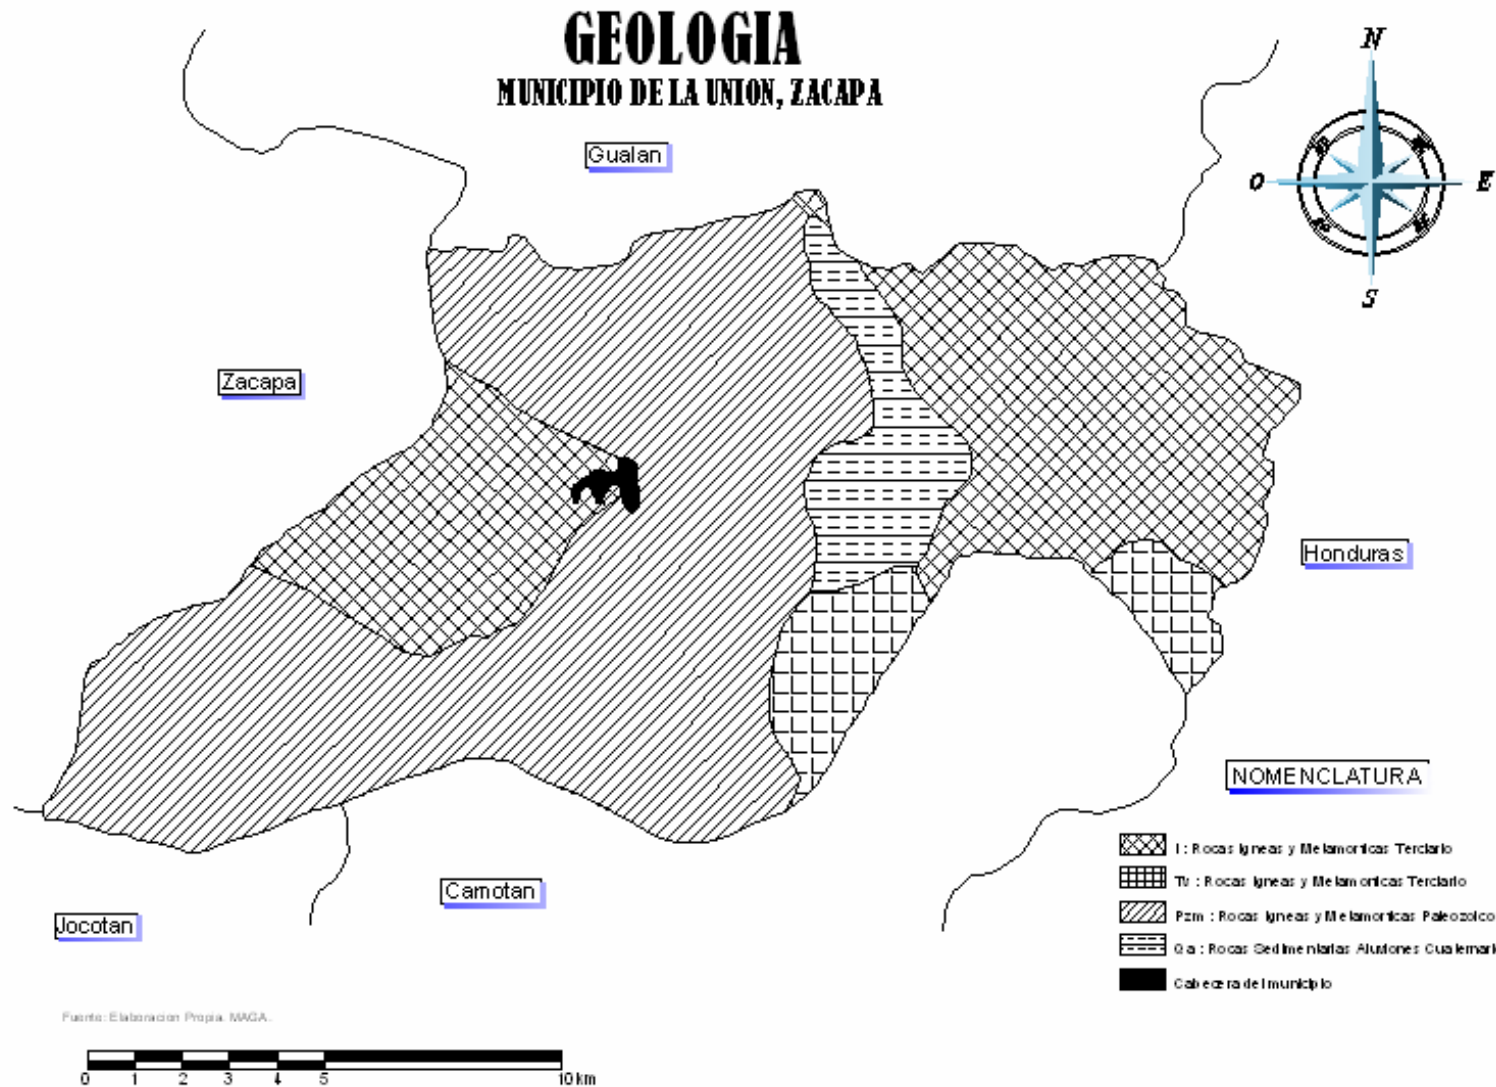 GEOLOGIA
MUNICIPIO DE LA UNION, ZACAPA
N
O
E
S
Gualan
Zacapa
Honduras
Camotan
Jocotan
NOMENCLATURA
I : Rocas Igneas y Metamorficas Terciario
Tv : Rocas Igneas y Metamorficas Terciario
Pzm : Rocas Igneas y Metamorficas Paleozoico
Qa : Rocas Sedimentarias Aluviones Cuaternari
Cabecera del municipio
Fuente: Elaboracion Propia. MAGA.
0 1 2 3 4 5 10 km